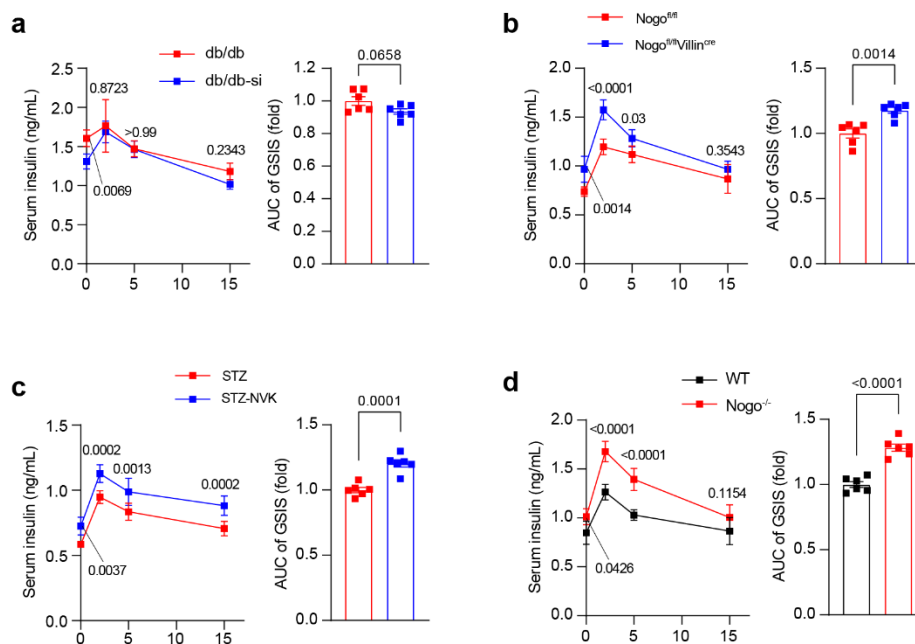 a
db/db
db/db-si
2.5
2.0
1.5
1.0
0.5
0.0
Serum insulin (ng/mL)
0.8723
>0.99
0.2343
0.0069
0 5 10 15
1.2
1.0
0.8
0.6
0.4
0.2
0.0
AUC of GSIS (fold)
0.0658
b
Nogo^fl/fl
Nogo^fl/fl Villin^cre
2.0
1.5
1.0
0.5
0.0
Serum insulin (ng/mL)
<0.0001
0.03
0.3543
0.0014
0 5 10 15
1.5
1.0
0.5
0.0
AUC of GSIS (fold)
0.0014
c
STZ
STZ-NVK
1.5
1.0
0.5
0.0
Serum insulin (ng/mL)
0.0002
0.0013
0.0002
0.0037
0 5 10 15
1.5
1.0
0.5
0.0
AUC of GSIS (fold)
0.0001
d
WT
Nogo^-/-
2.0
1.5
1.0
0.5
0.0
Serum insulin (ng/mL)
<0.0001
<0.0001
0.1154
0.0426
0 5 10 15
1.5
1.0
0.5
0.0
AUC of GSIS (fold)
<0.0001